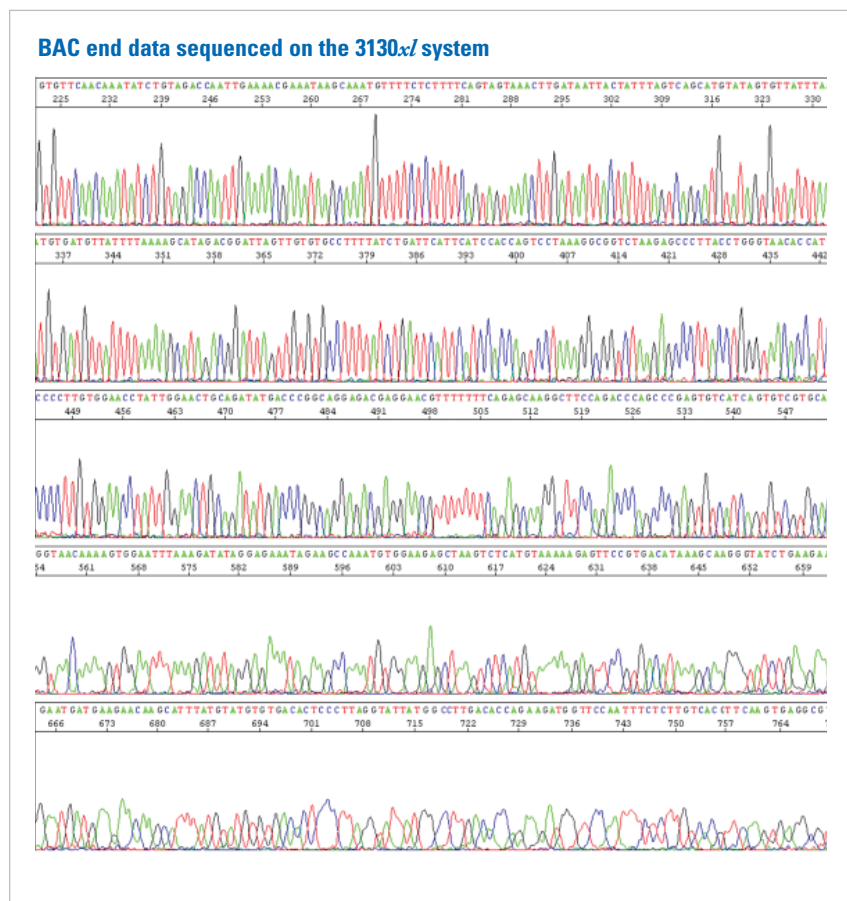 BAC end data sequenced on the 3130xl system
GTGTTCAACAAATATCTGTAGACCAATTGAAAACGAAATAAGCAAATGTTTTCTCTTTTCAGTAGTAAACTTGATAATTACTATTTAGTCAGCATGTATAGTGTTATTTA
225 232 239 246 253 260 267 274 281 288 295 302 309 316 323 330
ATGTGATGTTATTTTAAAAGCATAGACGGATTAGTTGTGTGCCTTTTATCTGATTCATTCATCCACCAGTCCTAAAGGCGGTCTAAGAGCCCTTACCTGGGTAACACCAT
337 344 351 358 365 372 379 386 393 400 407 414 421 428 435 442
CCCCTTGTGGAACCTATTGGAACTGCAGATATGACCCGGCAGGAGACGAGGAACGTTTTTTTCAGAGCAAGGCTTCCAGACCCAGCCCGAGTGTCATCAGTGTCGTGCA
449 456 463 470 477 484 491 498 505 512 519 526 533 540 547
GGTAACAAAAGTGGAATTTAAAGATATAGGAGAAATAGAAGCCAAATGTGGAAGAGCTAAGTCTCATGTAAAAAGAGTTCCGTGACATAAAGCAAGGGTATCTGAAGAA
54 561 568 575 582 589 596 603 610 617 624 631 638 645 652 659
GAATGATGAAGAACAAGCATTTATGTATGTGTGACACTCCCTTAGGTATTATGGCCTTGACACCAGAAGATGGTTCCAATTTCTCTTGTCACCTTCAAGTGAGGCG
666 673 680 687 694 701 708 715 722 729 736 743 750 757 764